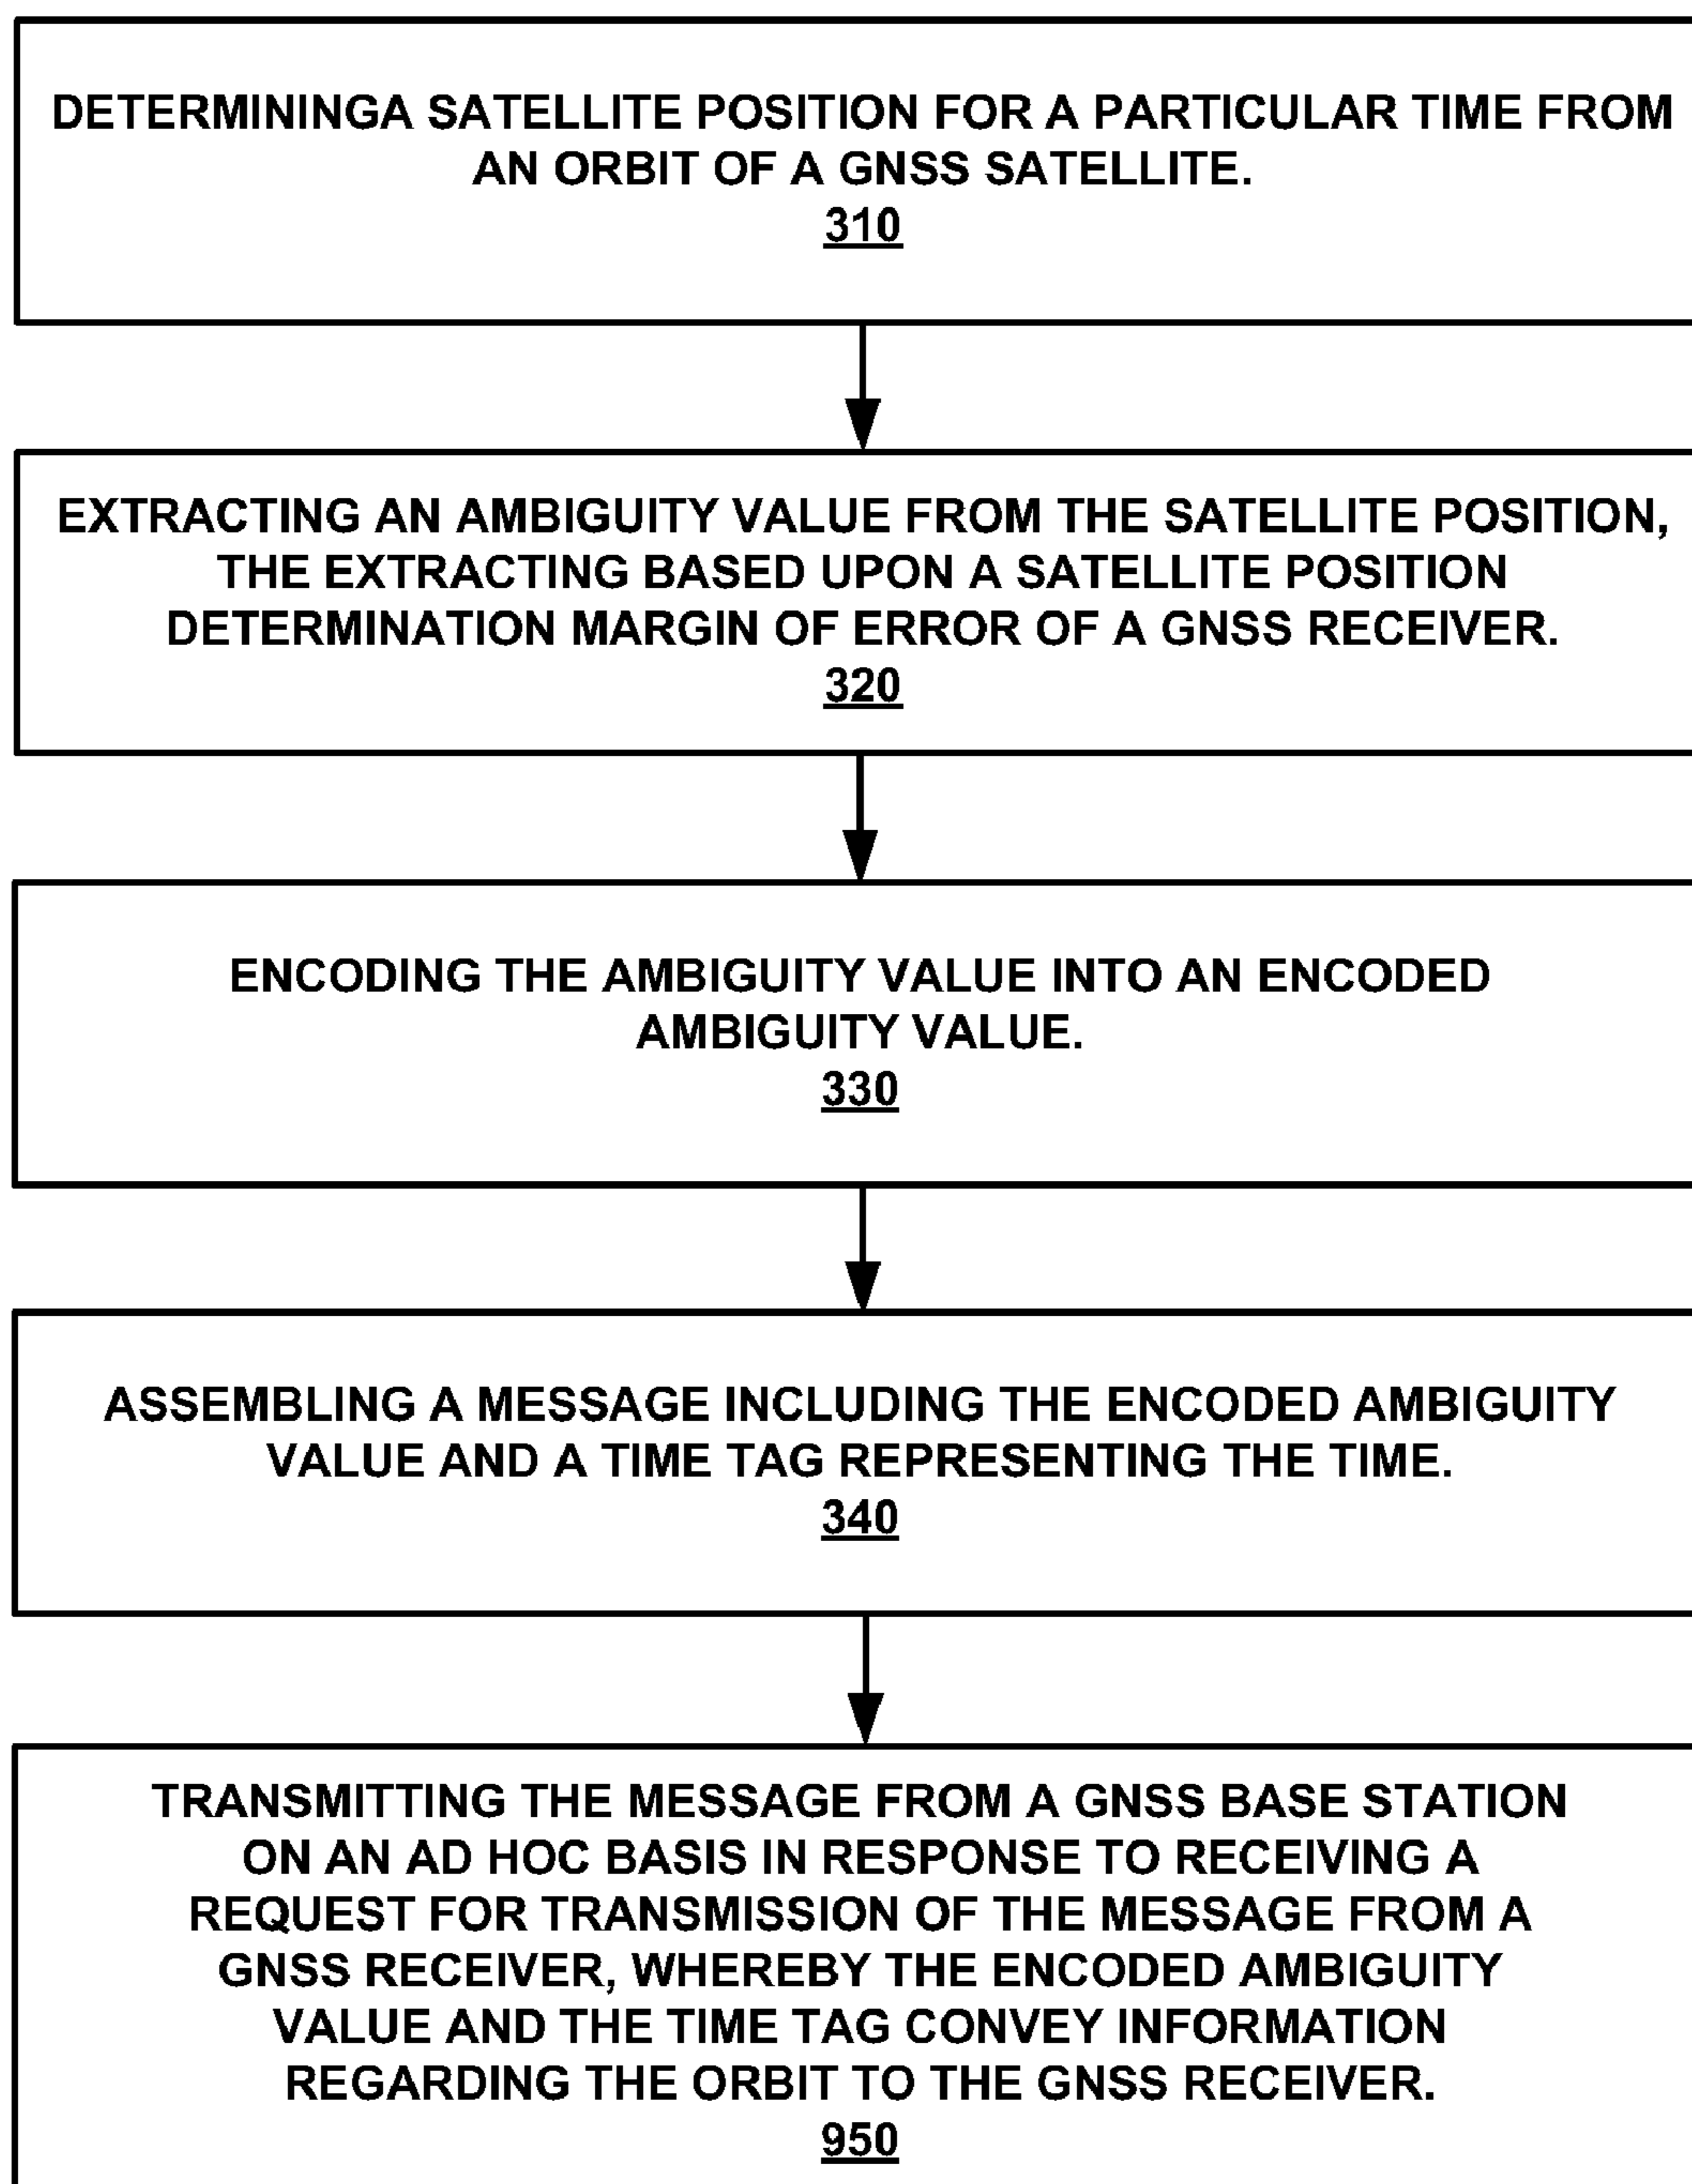 DETERMININGA SATELLITE POSITION FOR A PARTICULAR TIME FROM
AN ORBIT OF A GNSS SATELLITE.
310
EXTRACTING AN AMBIGUITY VALUE FROM THE SATELLITE POSITION,
THE EXTRACTING BASED UPON A SATELLITE POSITION
DETERMINATION MARGIN OF ERROR OF A GNSS RECEIVER.
320
ENCODING THE AMBIGUITY VALUE INTO AN ENCODED
AMBIGUITY VALUE.
330
ASSEMBLING A MESSAGE INCLUDING THE ENCODED AMBIGUITY
VALUE AND A TIME TAG REPRESENTING THE TIME.
340
TRANSMITTING THE MESSAGE FROM A GNSS BASE STATION
ON AN AD HOC BASIS IN RESPONSE TO RECEIVING A
REQUEST FOR TRANSMISSION OF THE MESSAGE FROM A
GNSS RECEIVER, WHEREBY THE ENCODED AMBIGUITY
VALUE AND THE TIME TAG CONVEY INFORMATION
REGARDING THE ORBIT TO THE GNSS RECEIVER.
950